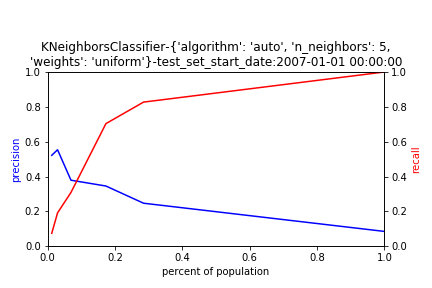 KNeighborsClassifier-{'algorithm': 'auto', 'n_neighbors': 5,
'weights': 'uniform'}-test_set_start_date:2007-01-01 00:00:00
1.0
0.8
0.6
0.4
0.2
0.0
precision
1.0
0.8
0.6
0.4
0.2
0.0
recall
0.0 0.2 0.4 0.6 0.8 1.0
percent of population